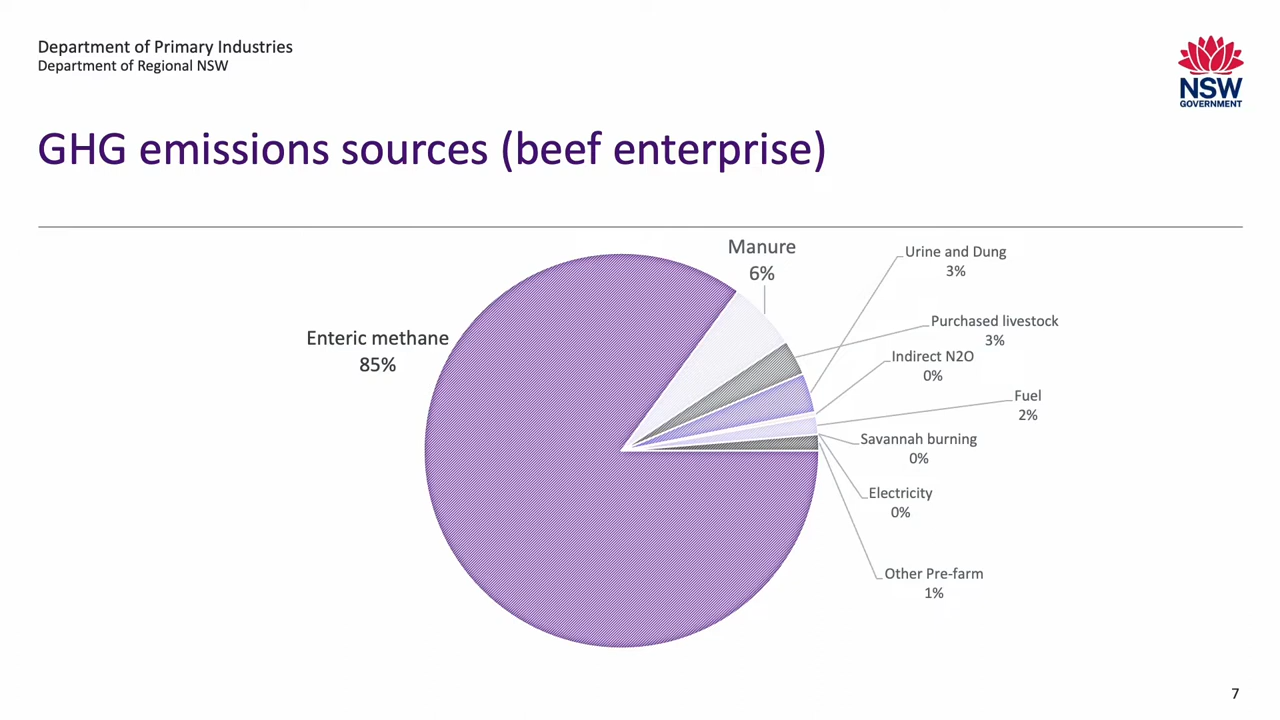 Department of Primary Industries
Department of Regional NSW
NSW
GOVERNMENT
GHG emissions sources (beef enterprise)
Manure
6%
Urine and Dung
3%
Enteric methane
85%
Purchased livestock
3%
Indirect N2O
0%
Fuel
2%
Savannah burning
0%
Electricity
0%
Other Pre-farm
1%
7